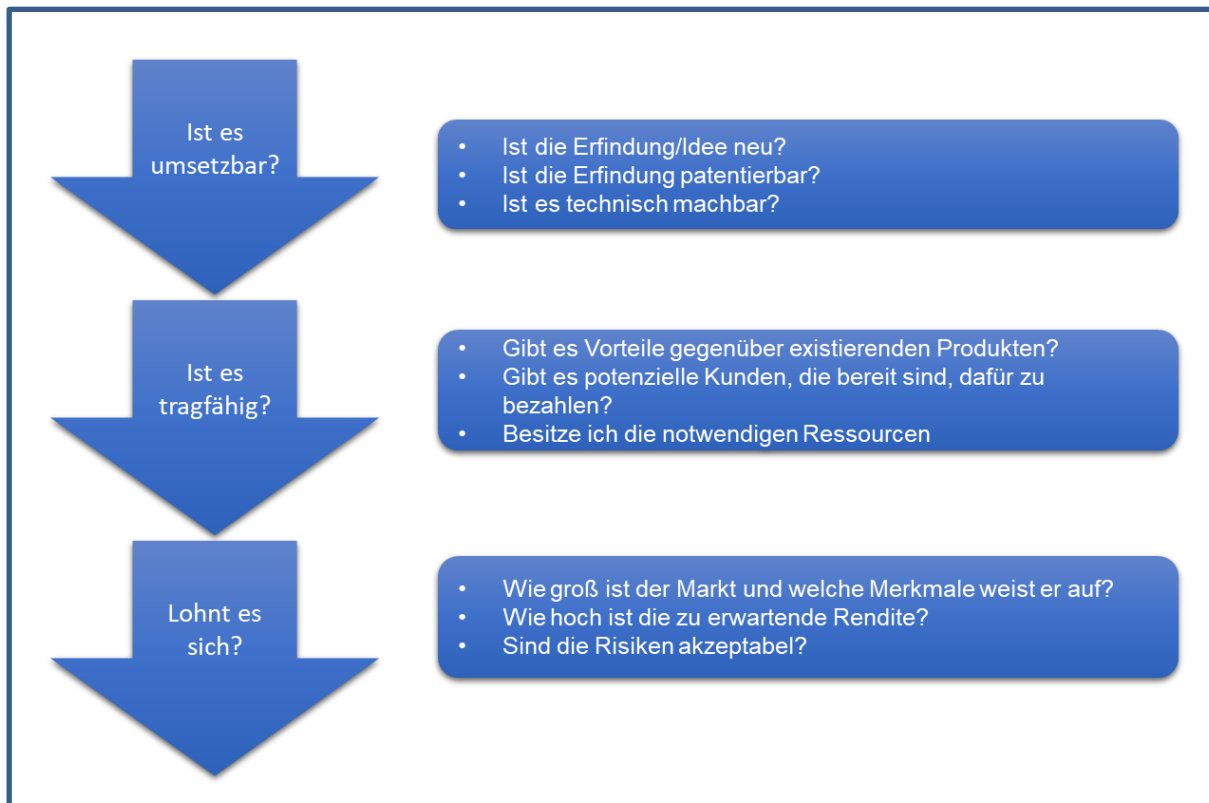 Ist es
umsetzbar?
• Ist die Erfindung/Idee neu?
• Ist die Erfindung patentierbar?
• Ist es technisch machbar?
Ist es
tragfähig?
• Gibt es Vorteile gegenüber existierenden Produkten?
• Gibt es potenzielle Kunden, die bereit sind, dafür zu
bezahlen?
• Besitze ich die notwendigen Ressourcen
Lohnt es
sich?
• Wie groß ist der Markt und welche Merkmale weist er auf?
• Wie hoch ist die zu erwartende Rendite?
• Sind die Risiken akzeptabel?